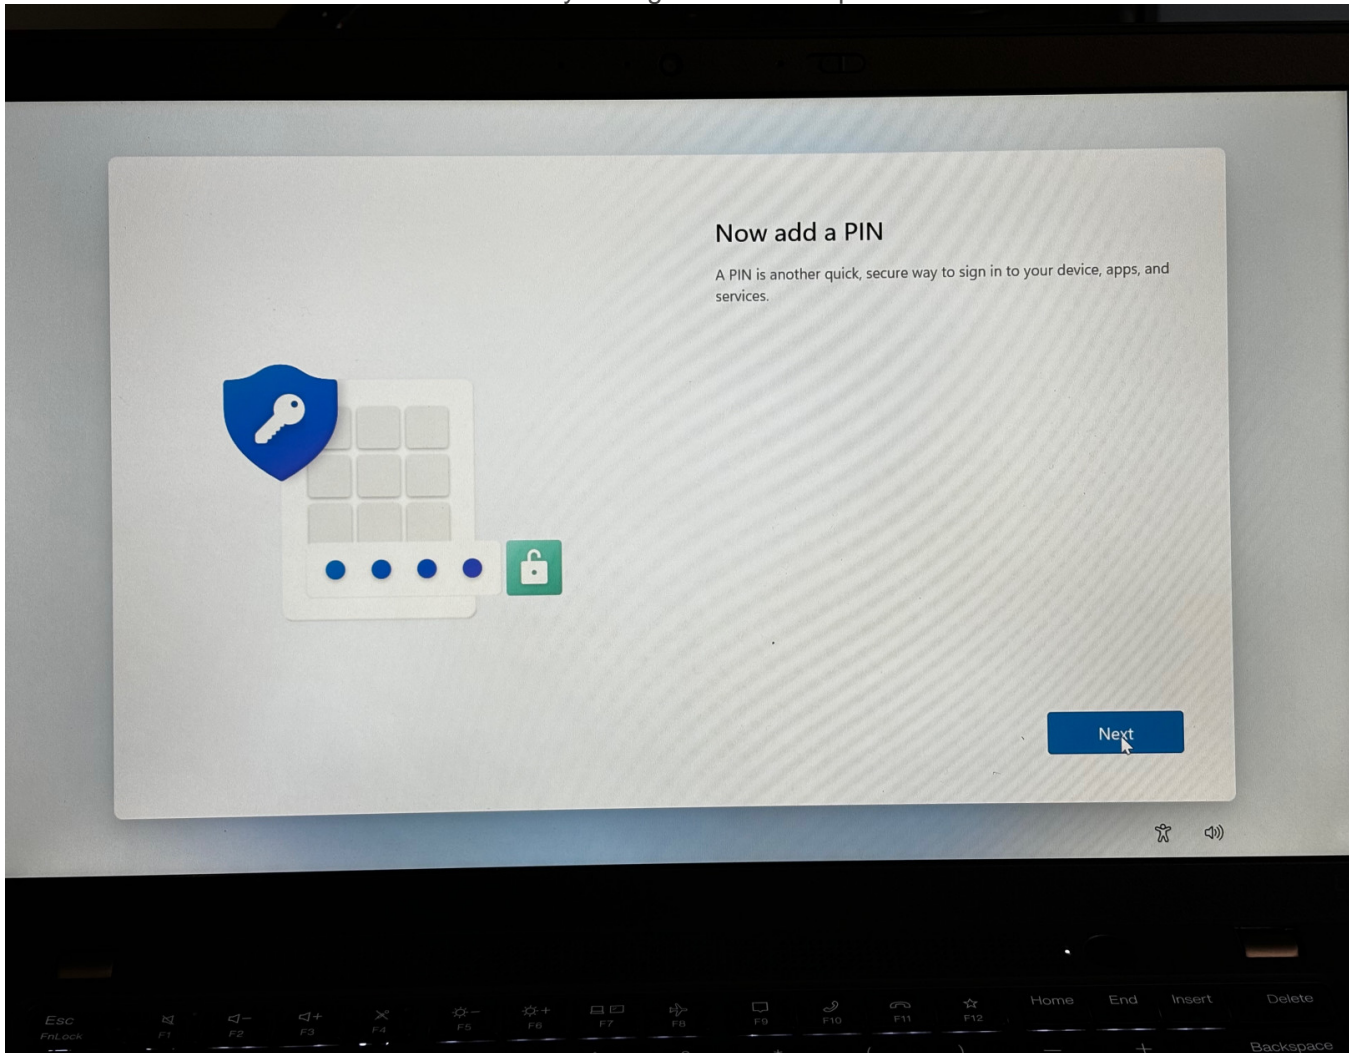 Now add a PIN
A PIN is another quick, secure way to sign in to your device, apps, and
services.
Next
Esc
FnLock
F1
F2
F3
F4
F5
F6
F7
F8
F9
F10
F11
F12
Home
End
Insert
Delete
Backspace